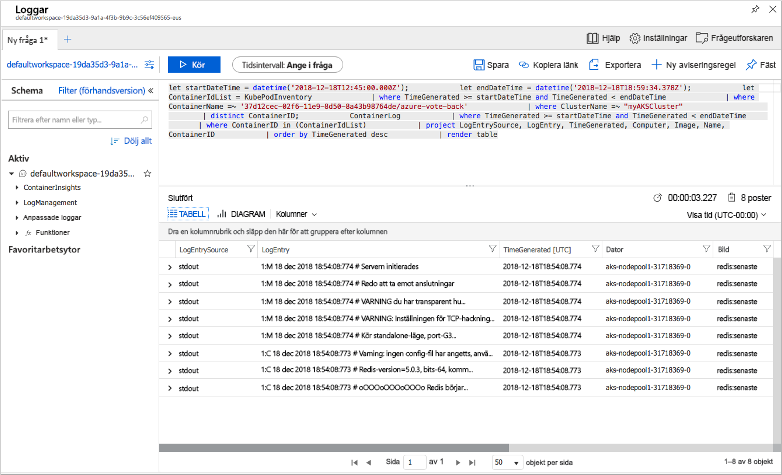 Loggar
defaultworkspace-19da35d3-9a1a-4f3b-9b9c-3c56ef409565-eus
Ny fråga 1*
Hjälp
Inställningar
Frågeutforskaren
defaultworkspace-19da35d3-9a1a-...
Kör
Tidsintervall: Ange i fråga
Spara
Kopiera länk
Exportera
Ny aviseringsregel
Fäst
Schema
Filter (förhandsversion)
Filtrera efter namn eller typ...
Dölj allt
Aktiv
defaultworkspace-19da35...
ContainerInsights
LogManagement
Anpassade loggar
fx Funktioner
Favoritarbetsytor
let startDateTime = datetime('2018-12-18T12:45:00.000Z'); let endDateTime = datetime('2018-12-18T18:59:34.378Z'); let
ContainerIdList = KubePodInventory | where TimeGenerated >= startDateTime and TimeGenerated < endDateTime | where
ContainerName =~ '37d12cec-02f6-11e9-8d50-0a43b98764de/azure-vote-back' | where ClusterName =~ "myAKSCluster"
| distinct ContainerID; ContainerLog | where TimeGenerated >= startDateTime and TimeGenerated < endDateTime
| where ContainerID in (ContainerIdList) | project LogEntrySource, LogEntry, TimeGenerated, Computer, Image, Name,
ContainerID | order by TimeGenerated desc | render table
Slutfört
00:00:03.227
8 poster
TABELL
DIAGRAM
Kolumner
Visa tid (UTC-00:00)
Dra en kolumnrubrik och släpp den här för att gruppera efter kolumnen
LogEntrySource LogEntry TimeGenerated [UTC] Dator Bild
stdout 1:M 18 dec 2018 18:54:08:774 # Servern initierades 2018-12-18T18:54:08.774 aks-nodepool1-31718369-0 redis:senaste
stdout 1:M 18 dec 2018 18:54:08:774 # Redo att ta emot anslutningar 2018-12-18T18:54:08.774 aks-nodepool1-31718369-0 redis:senaste
stdout 1:M 18 dec 2018 18:54:08:774 # VARNING du har transparent hu... 2018-12-18T18:54:08.774 aks-nodepool1-31718369-0 redis:senaste
stdout 1:M 18 dec 2018 18:54:08:774 # VARNING: Inställningen för TCP-hackning... 2018-12-18T18:54:08.774 aks-nodepool1-31718369-0 redis:senaste
stdout 1:M 18 dec 2018 18:54:08:774 # Kör standalone-läge, port-G3... 2018-12-18T18:54:08.774 aks-nodepool1-31718369-0 redis:senaste
stdout 1:C 18 dec 2018 18:54:08:773 # Varning: ingen config-fil har angetts, anvä... 2018-12-18T18:54:08.773 aks-nodepool1-31718369-0 redis:senaste
stdout 1:C 18 dec 2018 18:54:08:773 # Redis-version=5.0.3, bits-64, komm... 2018-12-18T18:54:08.773 aks-nodepool1-31718369-0 redis:senaste
stdout 1:C 18 dec 2018 18:54:08:773 # oOOOoOOOoOOOo Redis börjar... 2018-12-18T18:54:08.773 aks-nodepool1-31718369-0 redis:senaste
Sida 1 av 1 50 objekt per sida 1–8 av 8 objekt